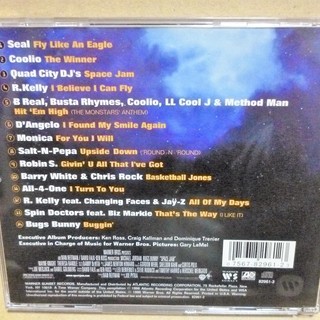 Seal Fly Like An Eagle
Coolio The Winner
Quad City DJ's Space Jam
R.Kelly I Believe I Can Fly
B Real, Busta Rhymes, Coolio, LL Cool J & Method Man
Hit 'Em High (THE MONSTARS' ANTHEM)
D'Angelo I Found My Smile Again
Monica For You I Will
Salt-N-Pepa Upside Down ('ROUND-N-'ROUND)
Robin S. Givin' U All That I've Got
Barry White & Chris Rock Basketball Jones
All-4-One I Turn To You
R. Kelly feat. Changing Faces & Jaÿ-Z All Of My Days
Spin Doctors feat. Biz Markie That's The Way (I LIKE IT)
Bugs Bunny Buggin'
Executive Album Producers: Ken Ross, Craig Kallman and Dominique Trenier
Executive in Charge of Music for Warner Bros. Pictures: Gary LeMel
82961-2